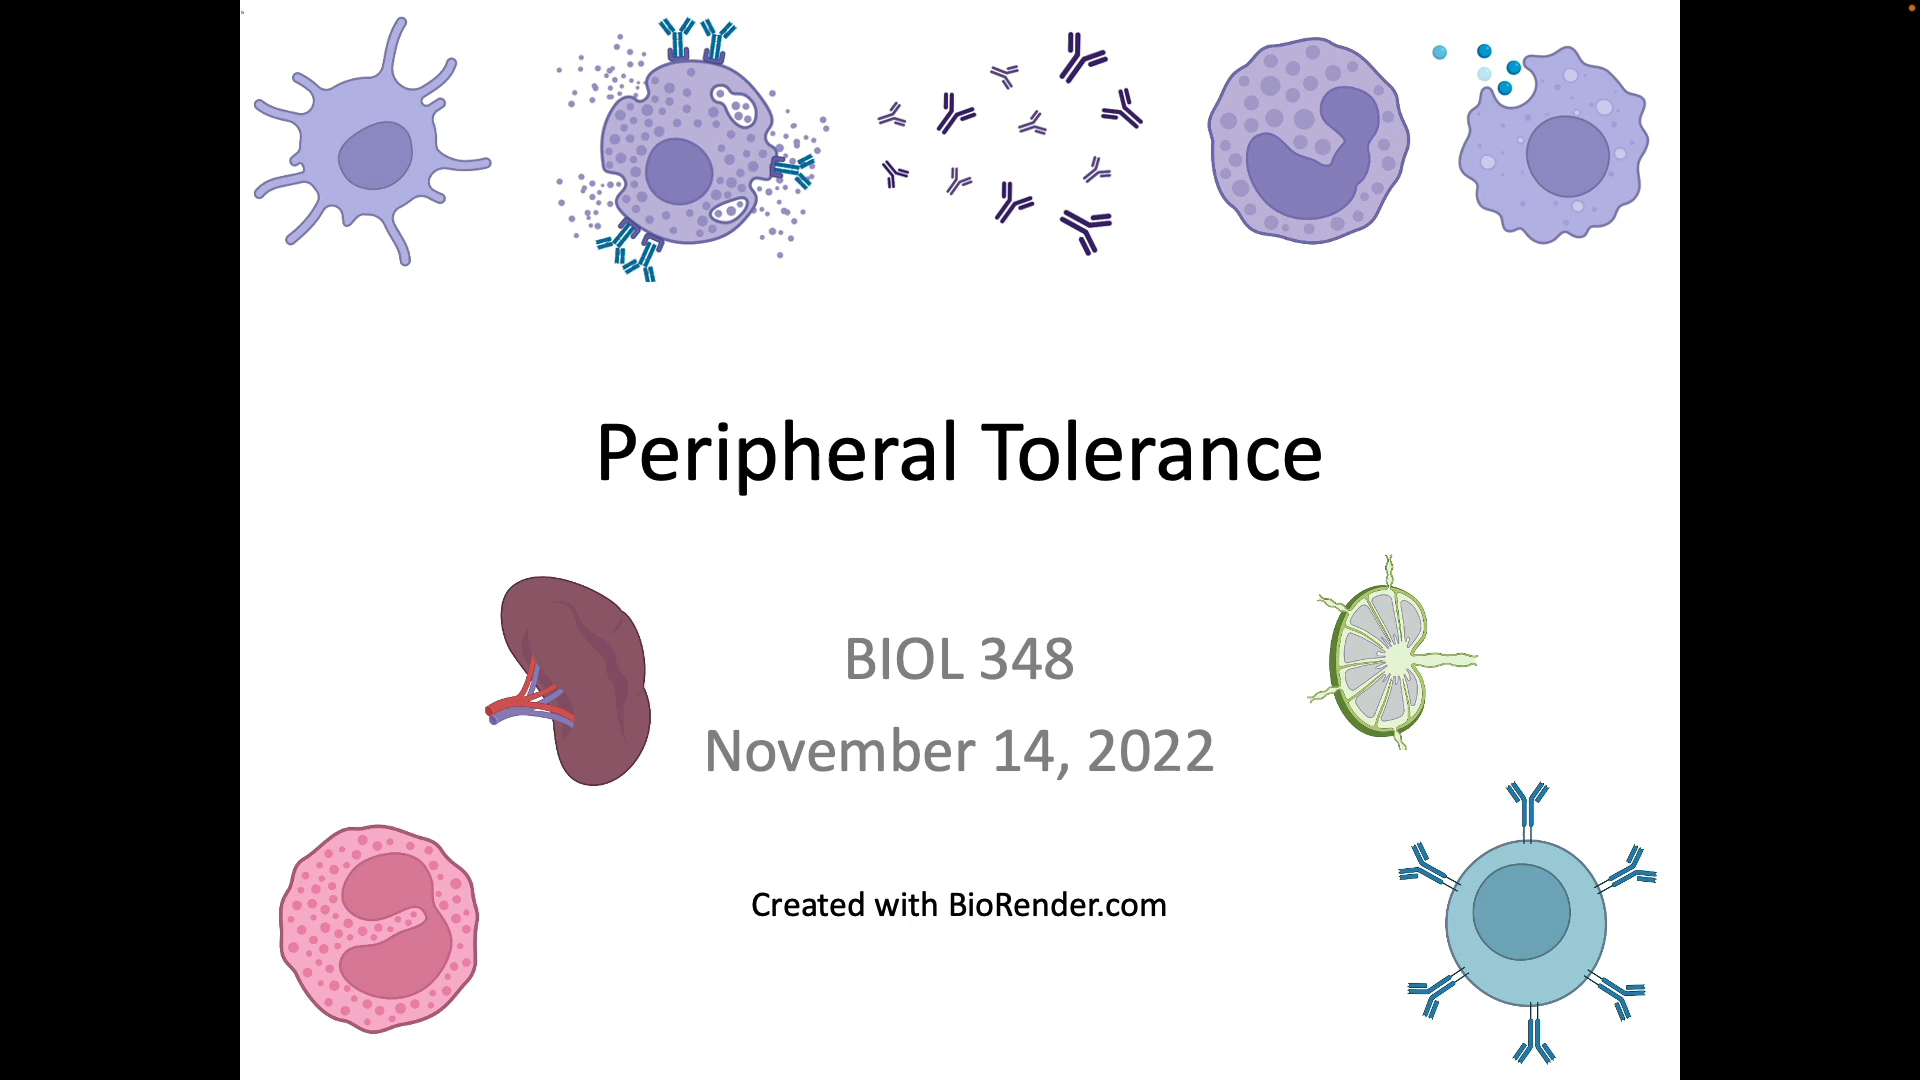 Peripheral Tolerance
BIOL 348
November 14, 2022
Created with BioRender.com